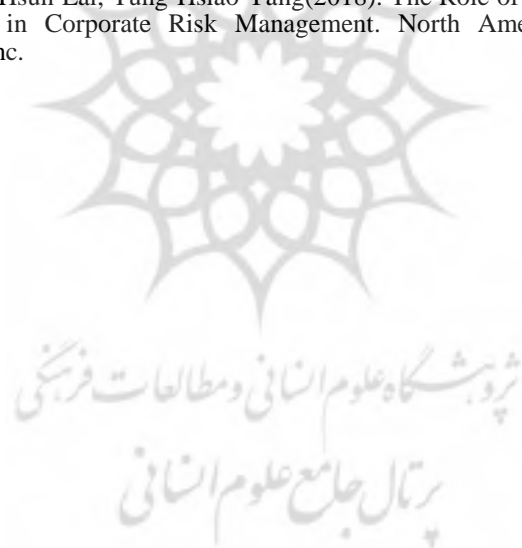 Hsun Lai, Tung Hsiao Yang(2018). The Role of
in Corporate Risk Management. North Ame
nc.
پژوهشگاه علوم انسانی و مطالعات فرهنگی
پرتال جامع علوم انسانی